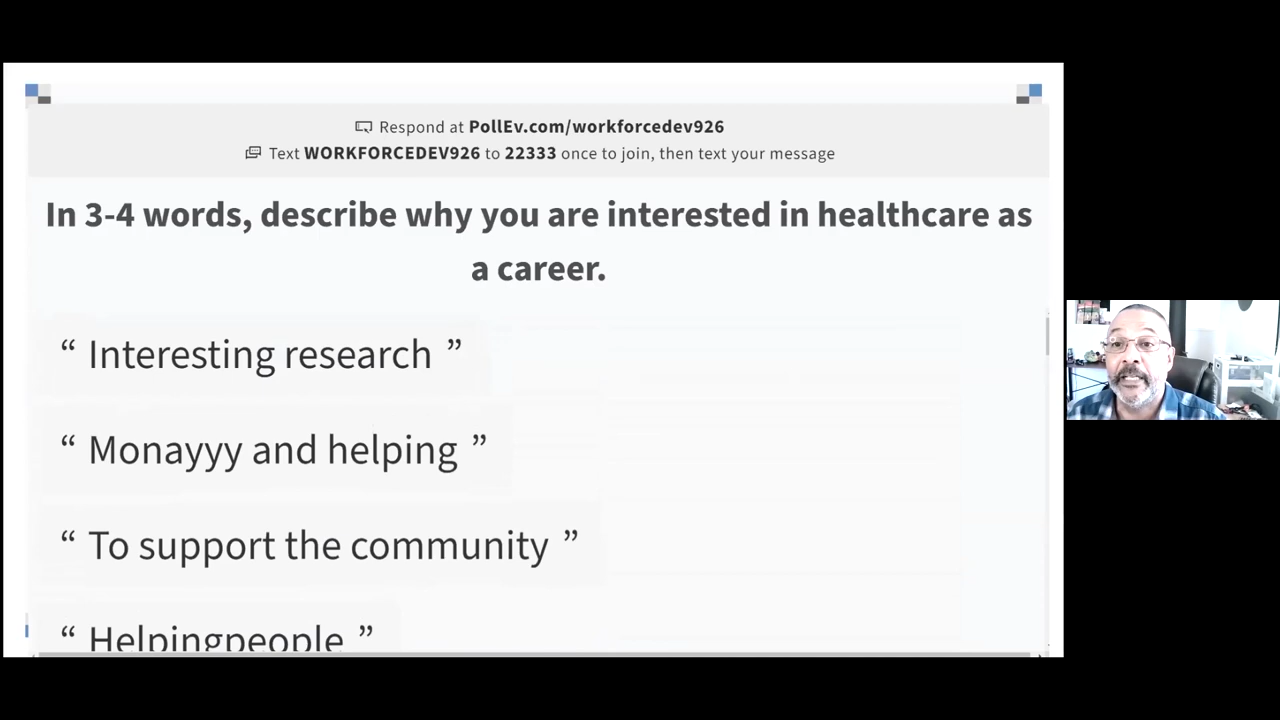 Respond at PollEv.com/workforcedev926
Text WORKFORCEDEV926 to 22333 once to join, then text your message
In 3-4 words, describe why you are interested in healthcare as
a career.
“ Interesting research ”
“ Monayyy and helping ”
“ To support the community ”
“ Helpingpeople ”